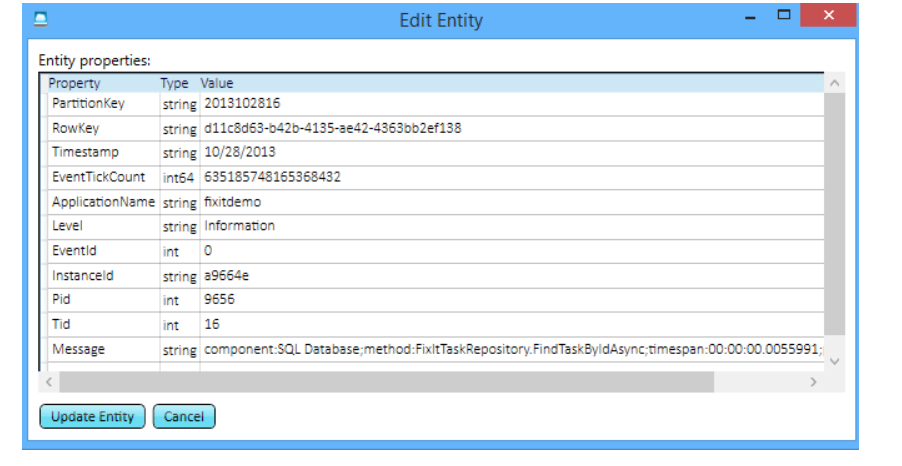 Edit Entity
Entity properties:
Property Type Value
PartitionKey string 2013102816
RowKey string d11c8d63-b42b-4135-ae42-4363bb2ef138
Timestamp string 10/28/2013
EventTickCount int64 635185748165368432
ApplicationName string fixitdemo
Level string Information
EventId int 0
InstanceId string a9664e
Pid int 9656
Tid int 16
Message string component:SQL Database;method:FixItTaskRepository.FindTaskByIdAsync;timespan:00:00:00.0055991;
Update Entity Cancel